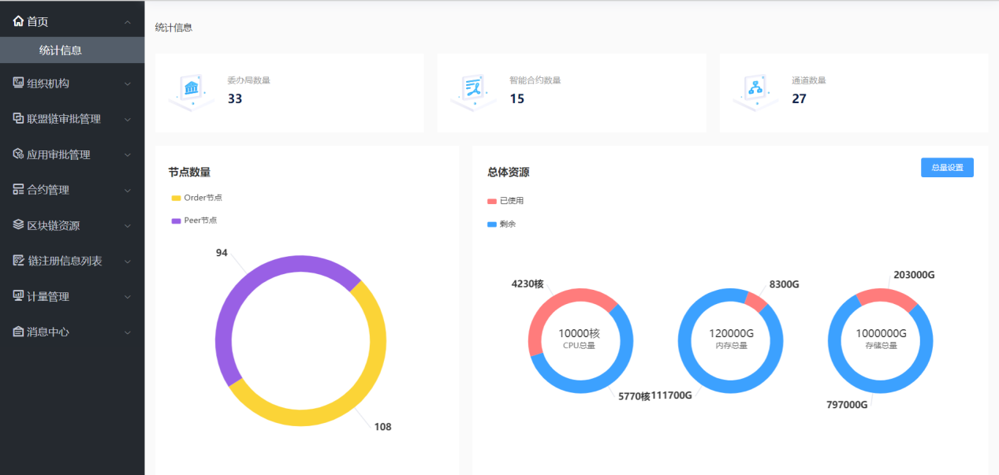 首页
统计信息
组织机构
联盟链审批管理
应用审批管理
合约管理
区块链资源
链注册信息列表
计量管理
消息中心
统计信息
委办局数量
33
智能合约数量
15
通道数量
27
节点数量
Order节点
Peer节点
94
108
总体资源
总量设置
已使用
剩余
4230核
10000核
CPU总量
5770核
8300G
120000G
内存总量
111700G
203000G
1000000G
存储总量
797000G